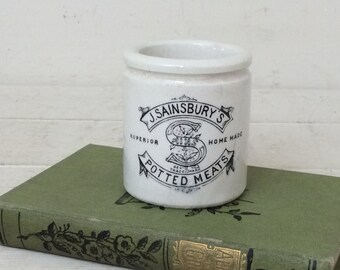 J. SAINSBURY'S
SUPERIOR HOME MADE
S
POTTED MEATS